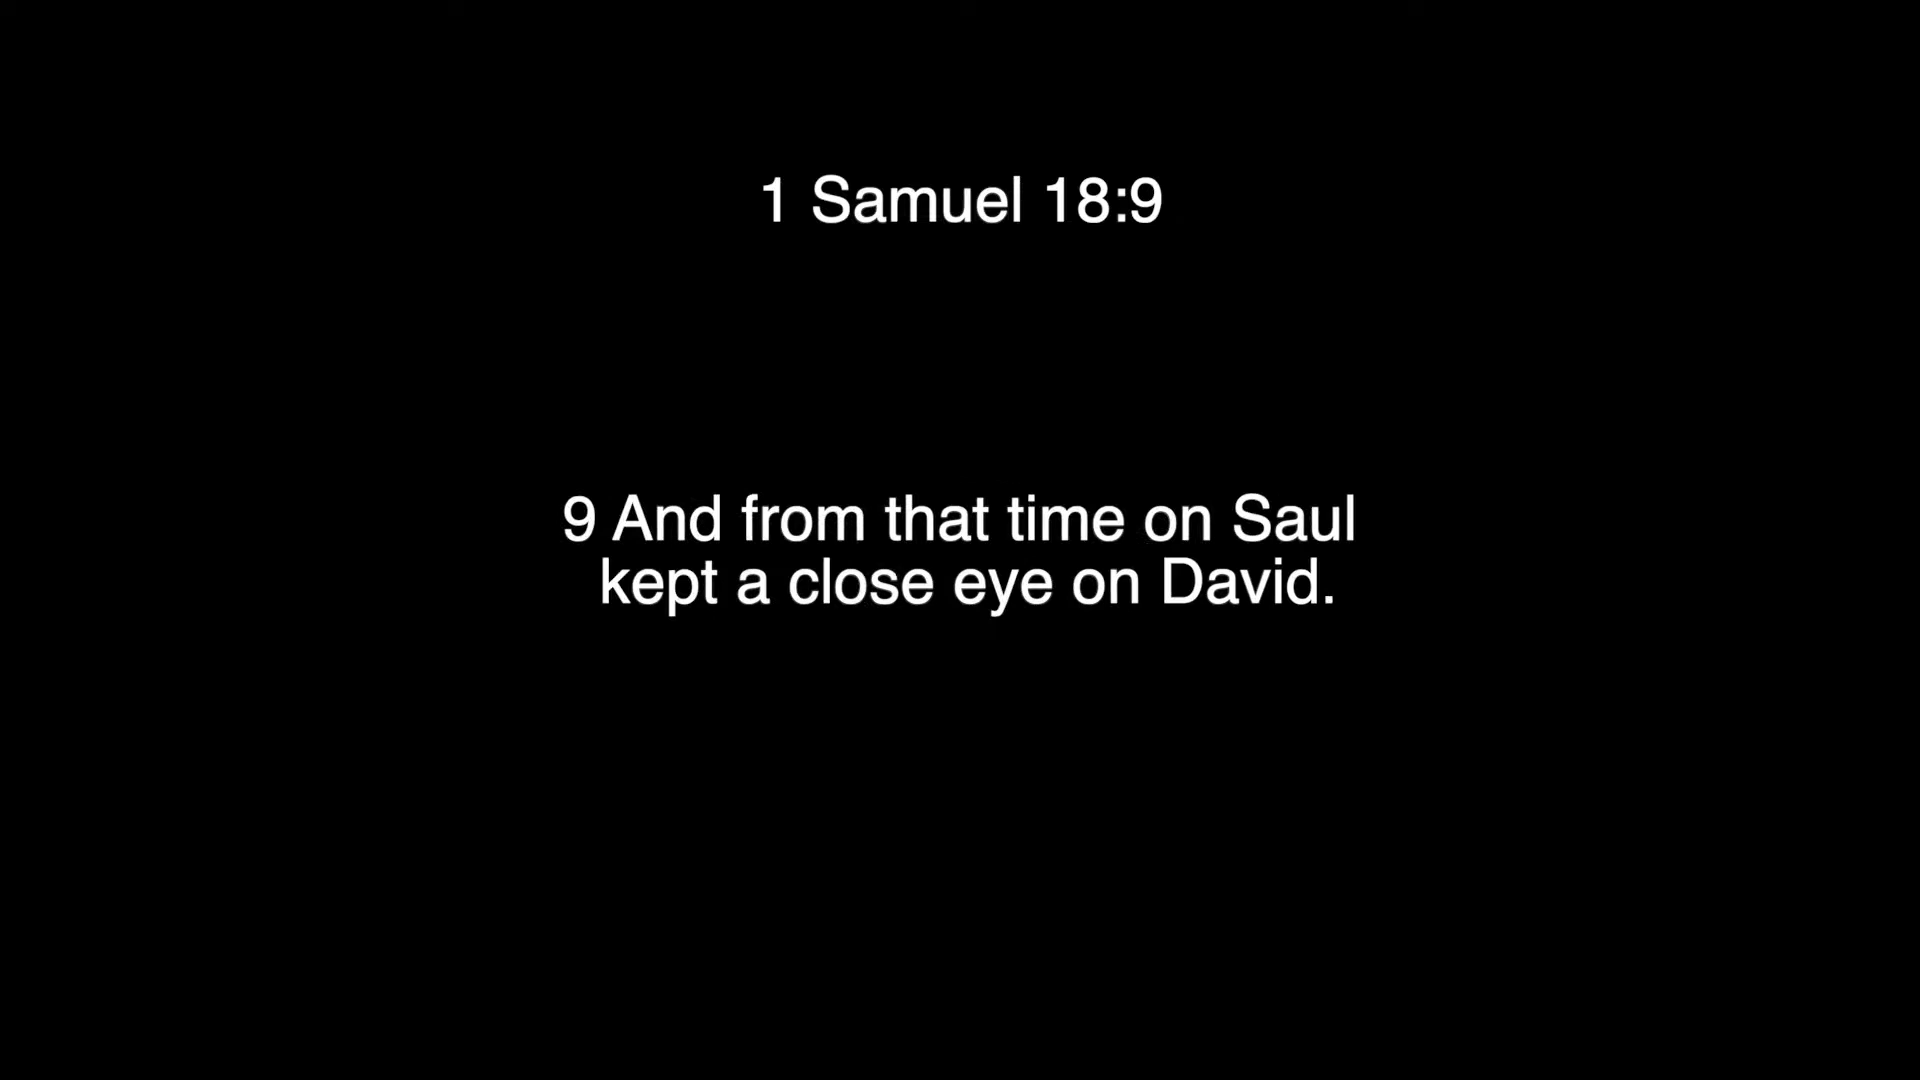 1 Samuel 18:9
9 And from that time on Saul
kept a close eye on David.